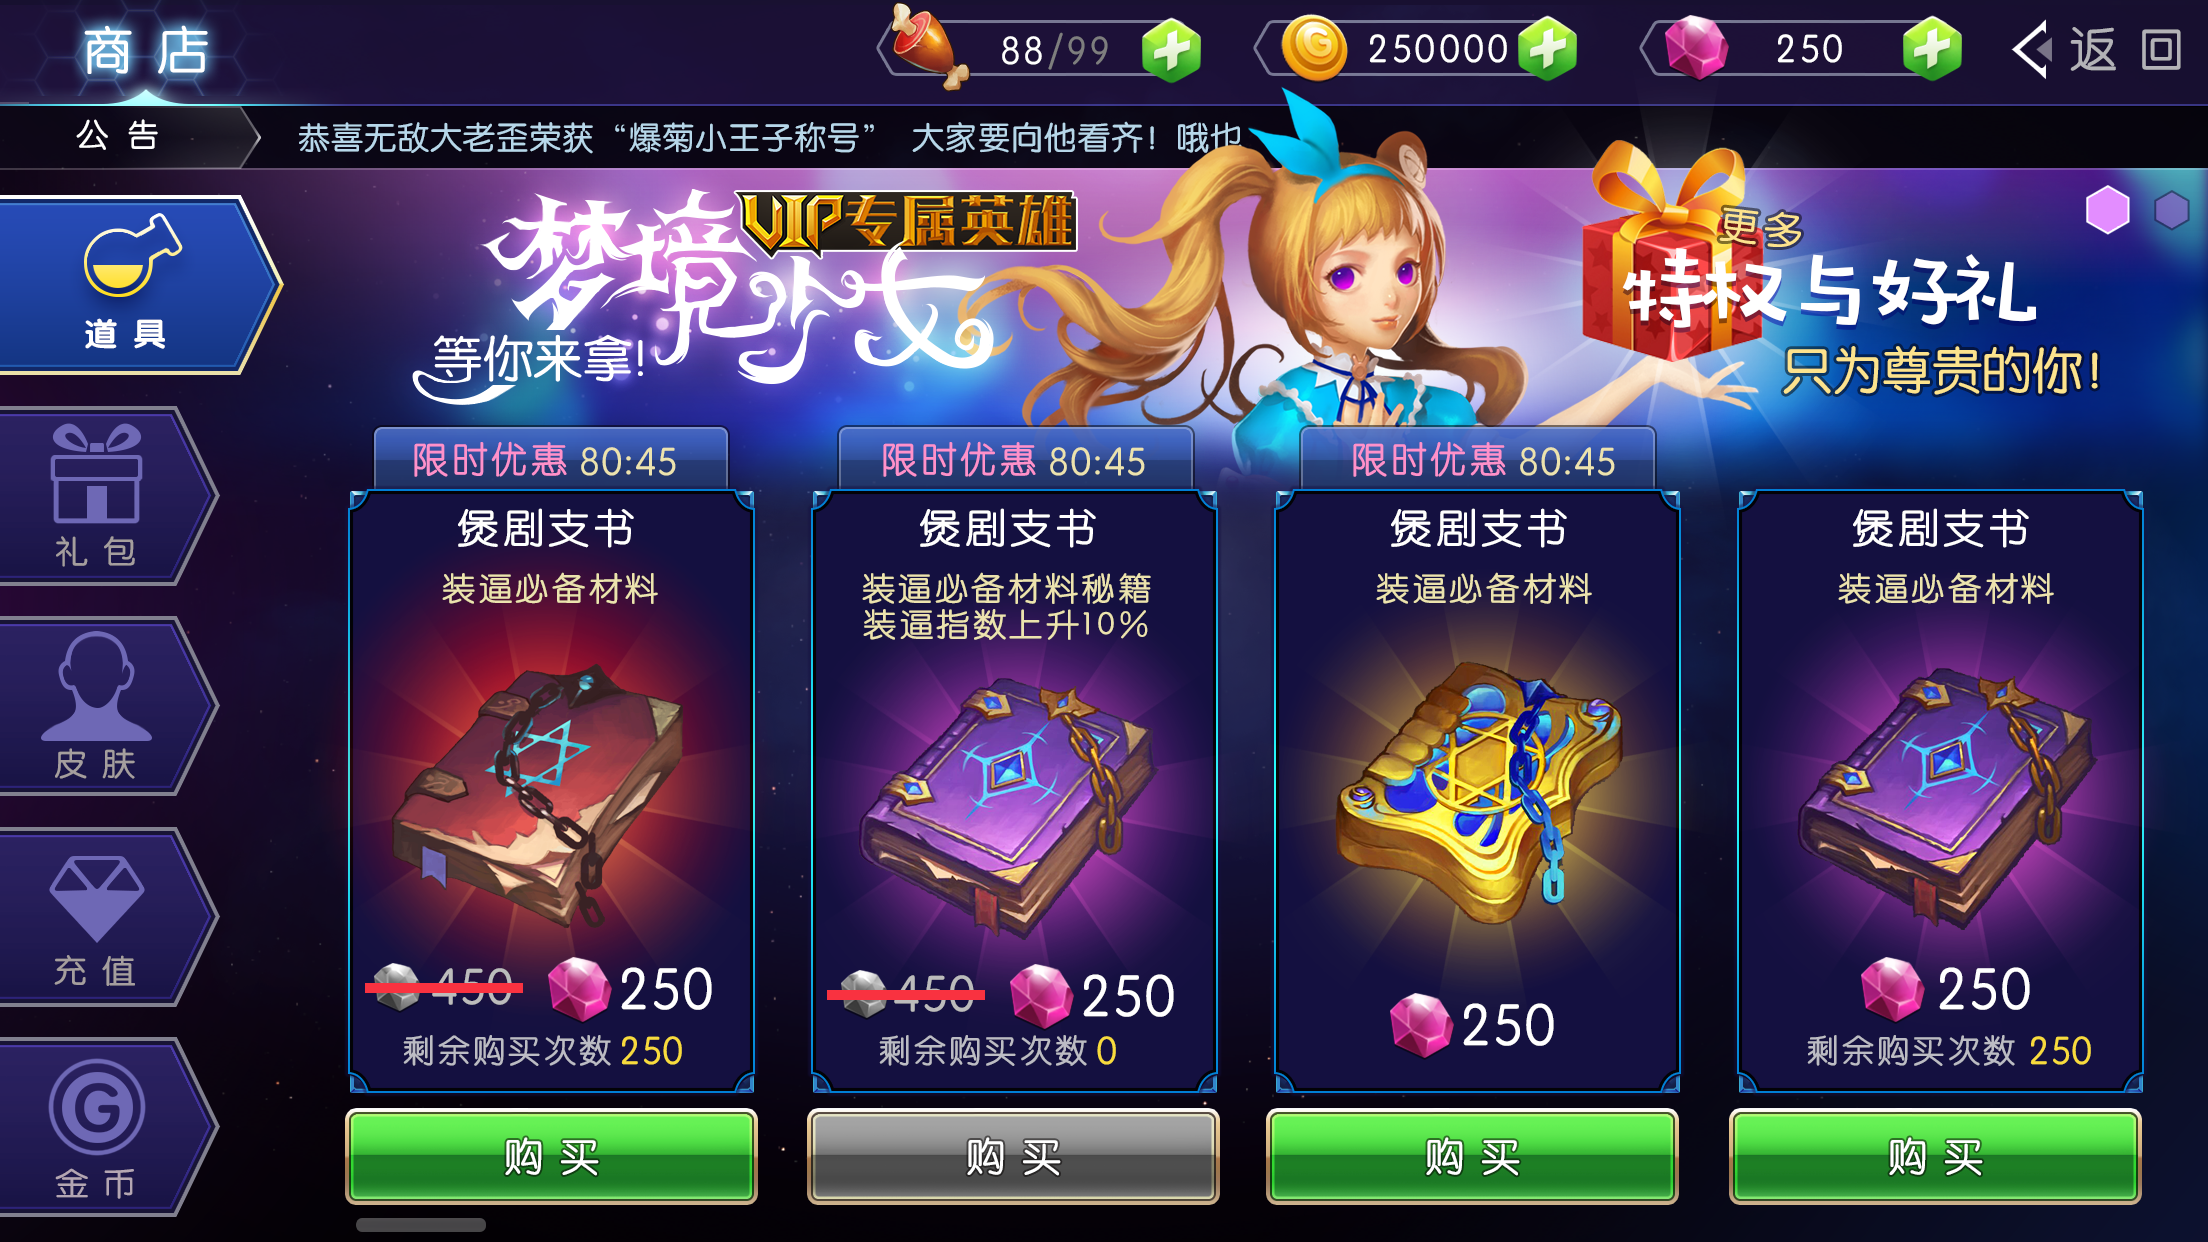 商店
88/99
250000
250
返回
公告
恭喜无敌大老歪荣获“爆菊小王子称号” 大家要向他看齐！哦也
道具
礼包
皮肤
充值
G
金币
VIP专属英雄
梦境少女
等你来拿!
更多
特权与好礼
只为尊贵的你!
限时优惠 80:45
煲剧支书
装逼必备材料
450 250
剩余购买次数 250
购买
限时优惠 80:45
煲剧支书
装逼必备材料秘籍
装逼指数上升10%
450 250
剩余购买次数 0
购买
限时优惠 80:45
煲剧支书
装逼必备材料
250
购买
煲剧支书
装逼必备材料
250
剩余购买次数 250
购买